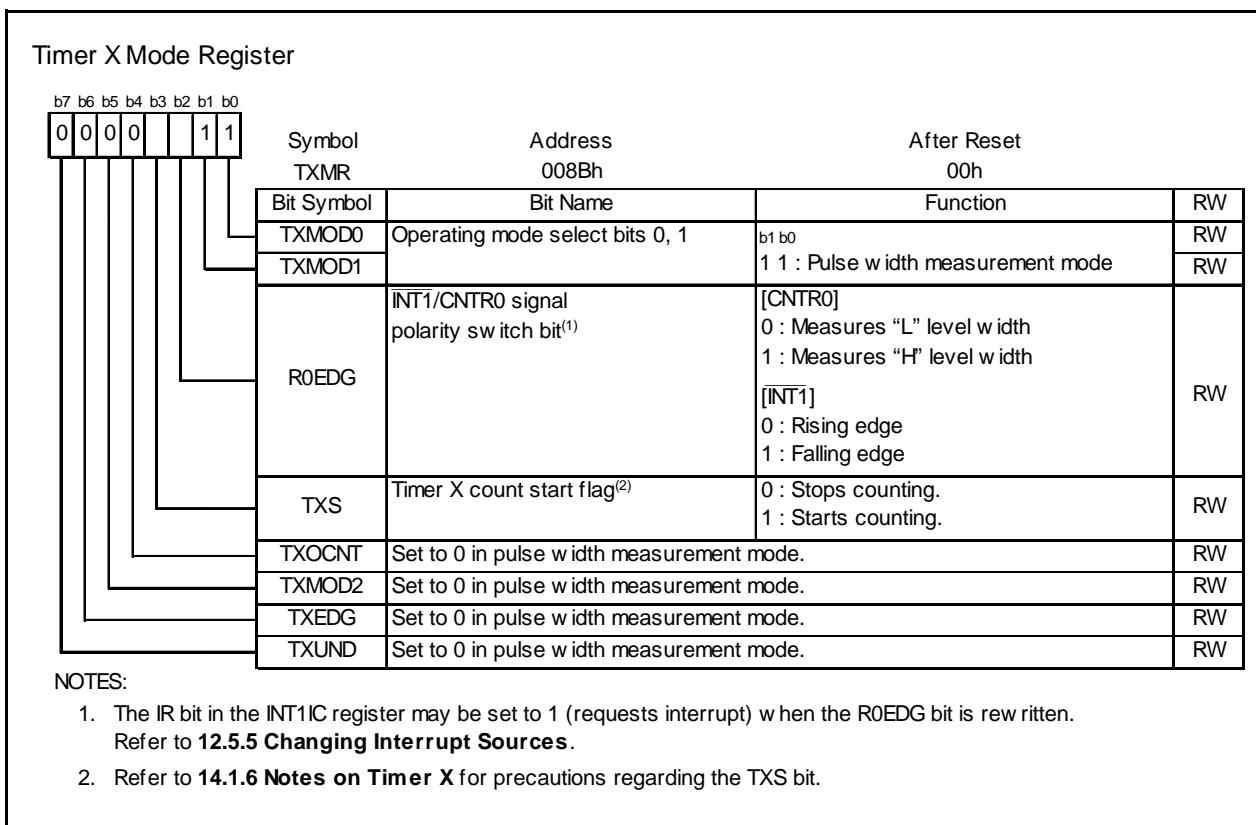 Timer X Mode Register
b7 b6 b5 b4 b3 b2 b1 b0
0 0 0 0 1 1
Symbol Address After Reset
TXMR 008Bh 00h
Bit Symbol Bit Name Function RW
TXMOD0 Operating mode select bits 0, 1 b1 b0 RW
TXMOD1 1 1 : Pulse width measurement mode RW
R0EDG INT1/CNTR0 signal
polarity switch bit(1)
[CNTR0]
0 : Measures “L” level width
1 : Measures “H” level width
[INT1]
0 : Rising edge
1 : Falling edge
RW
TXS Timer X count start flag(2) 0 : Stops counting.
1 : Starts counting.
RW
TXOCNT Set to 0 in pulse width measurement mode. RW
TXMOD2 Set to 0 in pulse width measurement mode. RW
TXEDG Set to 0 in pulse width measurement mode. RW
TXUND Set to 0 in pulse width measurement mode. RW
NOTES:
1. The IR bit in the INT1IC register may be set to 1 (requests interrupt) when the R0EDG bit is rewritten.
Refer to 12.5.5 Changing Interrupt Sources.
2. Refer to 14.1.6 Notes on Timer X for precautions regarding the TXS bit.